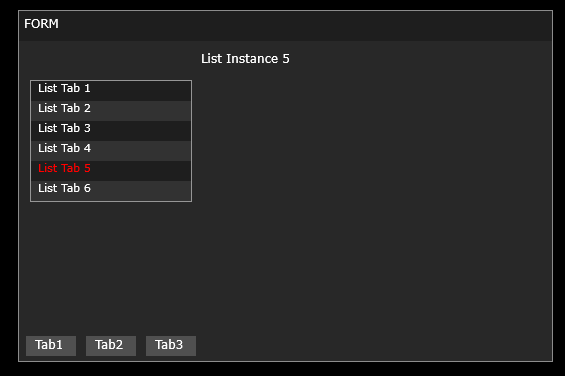 FORM
List Instance 5
List Tab 1
List Tab 2
List Tab 3
List Tab 4
List Tab 5
List Tab 6
Tab1 Tab2 Tab3